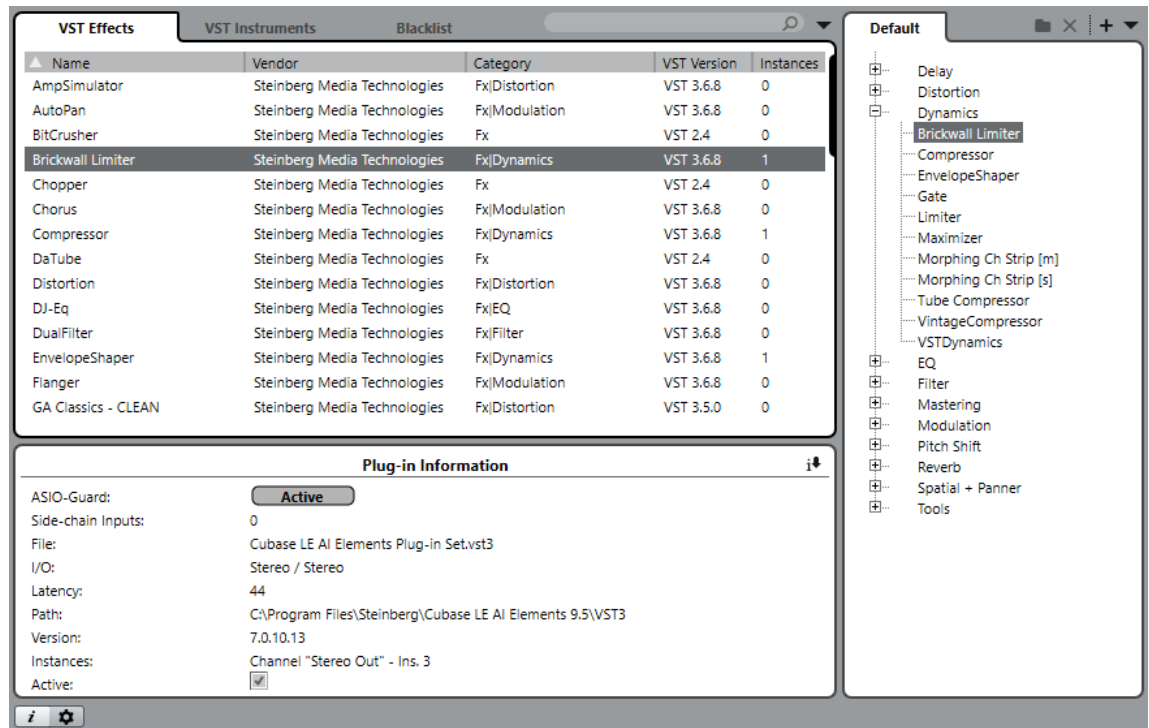 VST Effects VST Instruments Blacklist
Name Vendor Category VST Version Instances
AmpSimulator Steinberg Media Technologies Fx|Distortion VST 3.6.8 0
AutoPan Steinberg Media Technologies Fx|Modulation VST 3.6.8 0
BitCrusher Steinberg Media Technologies Fx VST 2.4 0
Brickwall Limiter Steinberg Media Technologies Fx|Dynamics VST 3.6.8 1
Chopper Steinberg Media Technologies Fx VST 2.4 0
Chorus Steinberg Media Technologies Fx|Modulation VST 3.6.8 0
Compressor Steinberg Media Technologies Fx|Dynamics VST 3.6.8 1
DaTube Steinberg Media Technologies Fx VST 2.4 0
Distortion Steinberg Media Technologies Fx|Distortion VST 3.6.8 0
DJ-Eq Steinberg Media Technologies Fx|EQ VST 3.6.8 0
DualFilter Steinberg Media Technologies Fx|Filter VST 3.6.8 0
EnvelopeShaper Steinberg Media Technologies Fx|Dynamics VST 3.6.8 1
Flanger Steinberg Media Technologies Fx|Modulation VST 3.6.8 0
GA Classics - CLEAN Steinberg Media Technologies Fx|Distortion VST 3.5.0 0
Plug-in Information i
ASIO-Guard: Active
Side-chain Inputs: 0
File: Cubase LE AI Elements Plug-in Set.vst3
I/O: Stereo / Stereo
Latency: 44
Path: C:\Program Files\Steinberg\Cubase LE AI Elements 9.5\VST3
Version: 7.0.10.13
Instances: Channel "Stereo Out" - Ins. 3
Active:
i
Default
Delay
Distortion
Dynamics
Brickwall Limiter
Compressor
EnvelopeShaper
Gate
Limiter
Maximizer
Morphing Ch Strip [m]
Morphing Ch Strip [s]
Tube Compressor
VintageCompressor
VSTDynamics
EQ
Filter
Mastering
Modulation
Pitch Shift
Reverb
Spatial + Panner
Tools